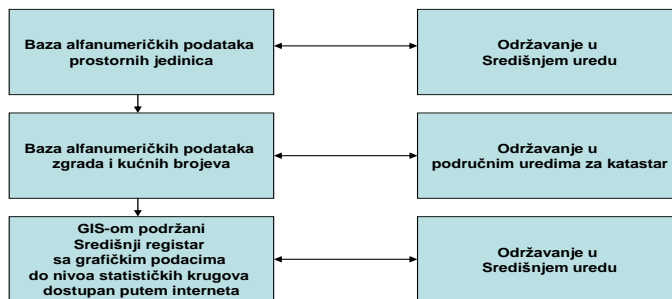 Baza alfanumeričkih podataka
prostornih jedinica
Održavanje u
Središnjem uredu
Baza alfanumeričkih podataka
zgrada i kućnih brojeva
Održavanje u
područnim uredima za katastar
GIS-om podržani
Središnji registar
sa grafičkim podacima
do nivoa statističkih krugova
dostupan putem interneta
Održavanje u
Središnjem uredu